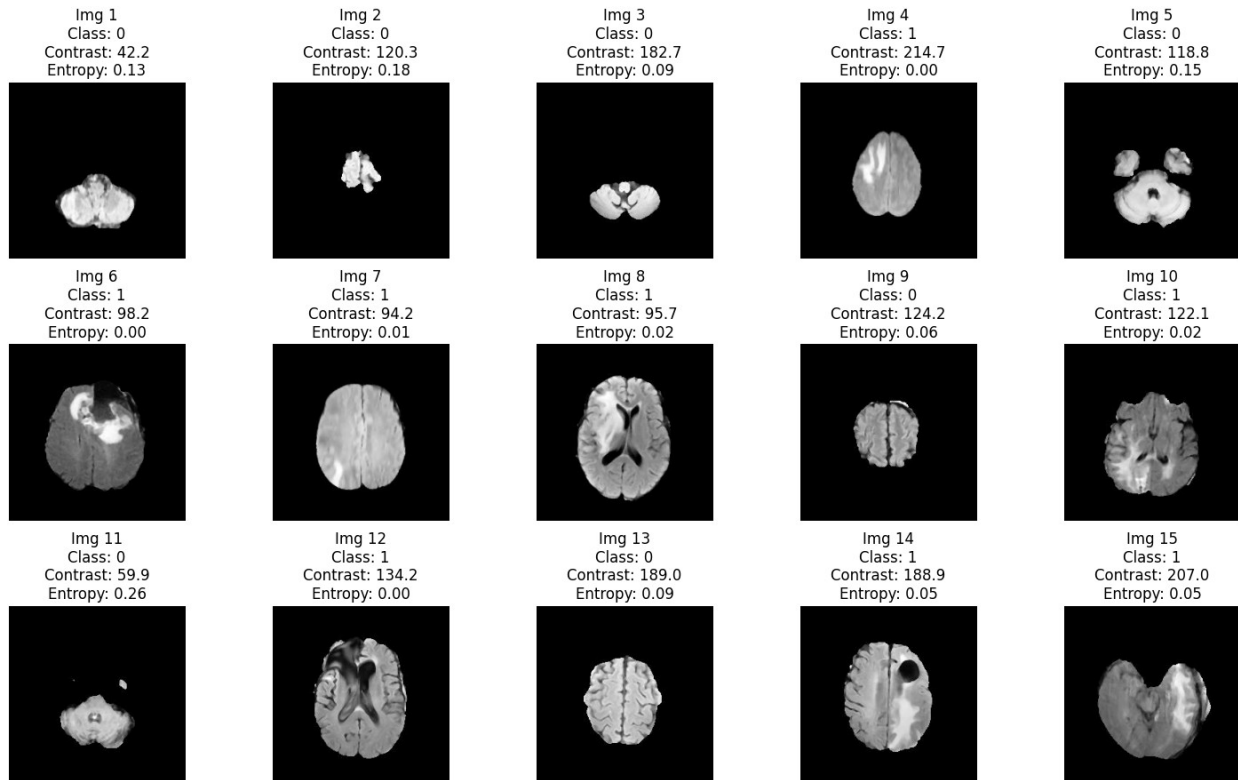 Img 1
Class: 0
Contrast: 42.2
Entropy: 0.13
Img 2
Class: 0
Contrast: 120.3
Entropy: 0.18
Img 3
Class: 0
Contrast: 182.7
Entropy: 0.09
Img 4
Class: 1
Contrast: 214.7
Entropy: 0.00
Img 5
Class: 0
Contrast: 118.8
Entropy: 0.15
Img 6
Class: 1
Contrast: 98.2
Entropy: 0.00
Img 7
Class: 1
Contrast: 94.2
Entropy: 0.01
Img 8
Class: 1
Contrast: 95.7
Entropy: 0.02
Img 9
Class: 0
Contrast: 124.2
Entropy: 0.06
Img 10
Class: 1
Contrast: 122.1
Entropy: 0.02
Img 11
Class: 0
Contrast: 59.9
Entropy: 0.26
Img 12
Class: 1
Contrast: 134.2
Entropy: 0.00
Img 13
Class: 0
Contrast: 189.0
Entropy: 0.09
Img 14
Class: 1
Contrast: 188.9
Entropy: 0.05
Img 15
Class: 1
Contrast: 207.0
Entropy: 0.05